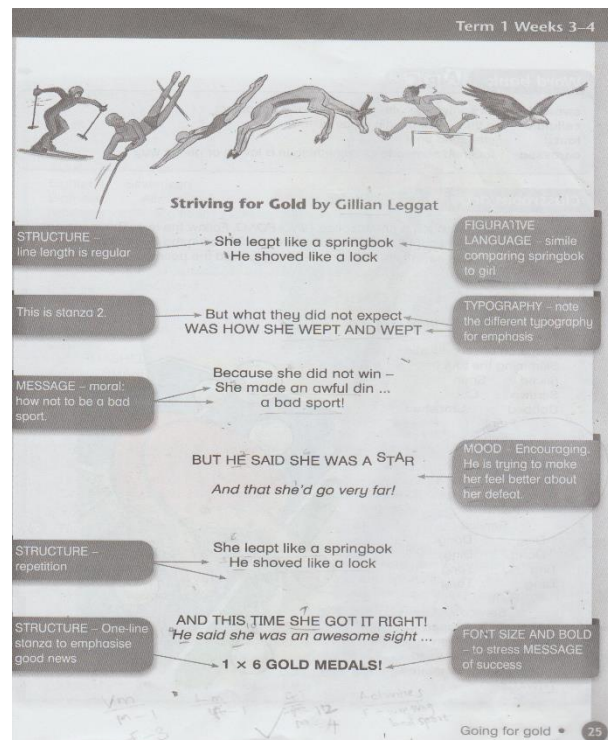 Term 1 Weeks 3–4
Striving for Gold by Gillian Leggat
STRUCTURE –
line length is regular
She leapt like a springbok
He shoved like a lock
FIGURATIVE
LANGUAGE – simile
comparing springbok
to girl
This is stanza 2.
But what they did not expect
WAS HOW SHE WEPT AND WEPT
TYPOGRAPHY – note
the different typography
for emphasis
MESSAGE – moral:
how not to be a bad
sport.
Because she did not win –
She made an awful din ...
a bad sport!
BUT HE SAID SHE WAS A STAR
And that she'd go very far!
MOOD – Encouraging.
He is trying to make
her feel better about
her defeat.
STRUCTURE –
repetition
She leapt like a springbok
He shoved like a lock
STRUCTURE – One-line
stanza to emphasise
good news
AND THIS TIME SHE GOT IT RIGHT!
He said she was an awesome sight ...
1 × 6 GOLD MEDALS!
FONT SIZE AND BOLD
– to stress MESSAGE
of success
Going for gold • 25